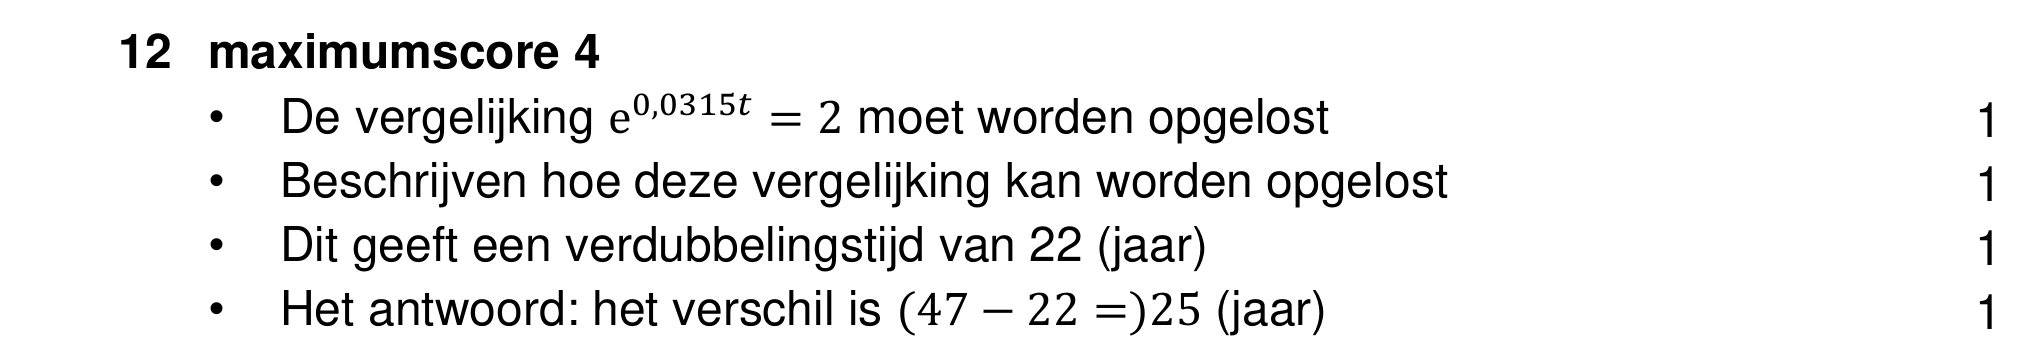 12 maximumscore 4
• De vergelijking e^{0,0315t} = 2 moet worden opgelost 1
• Beschrijven hoe deze vergelijking kan worden opgelost 1
• Dit geeft een verdubbelingstijd van 22 (jaar) 1
• Het antwoord: het verschil is (47 − 22 =)25 (jaar) 1